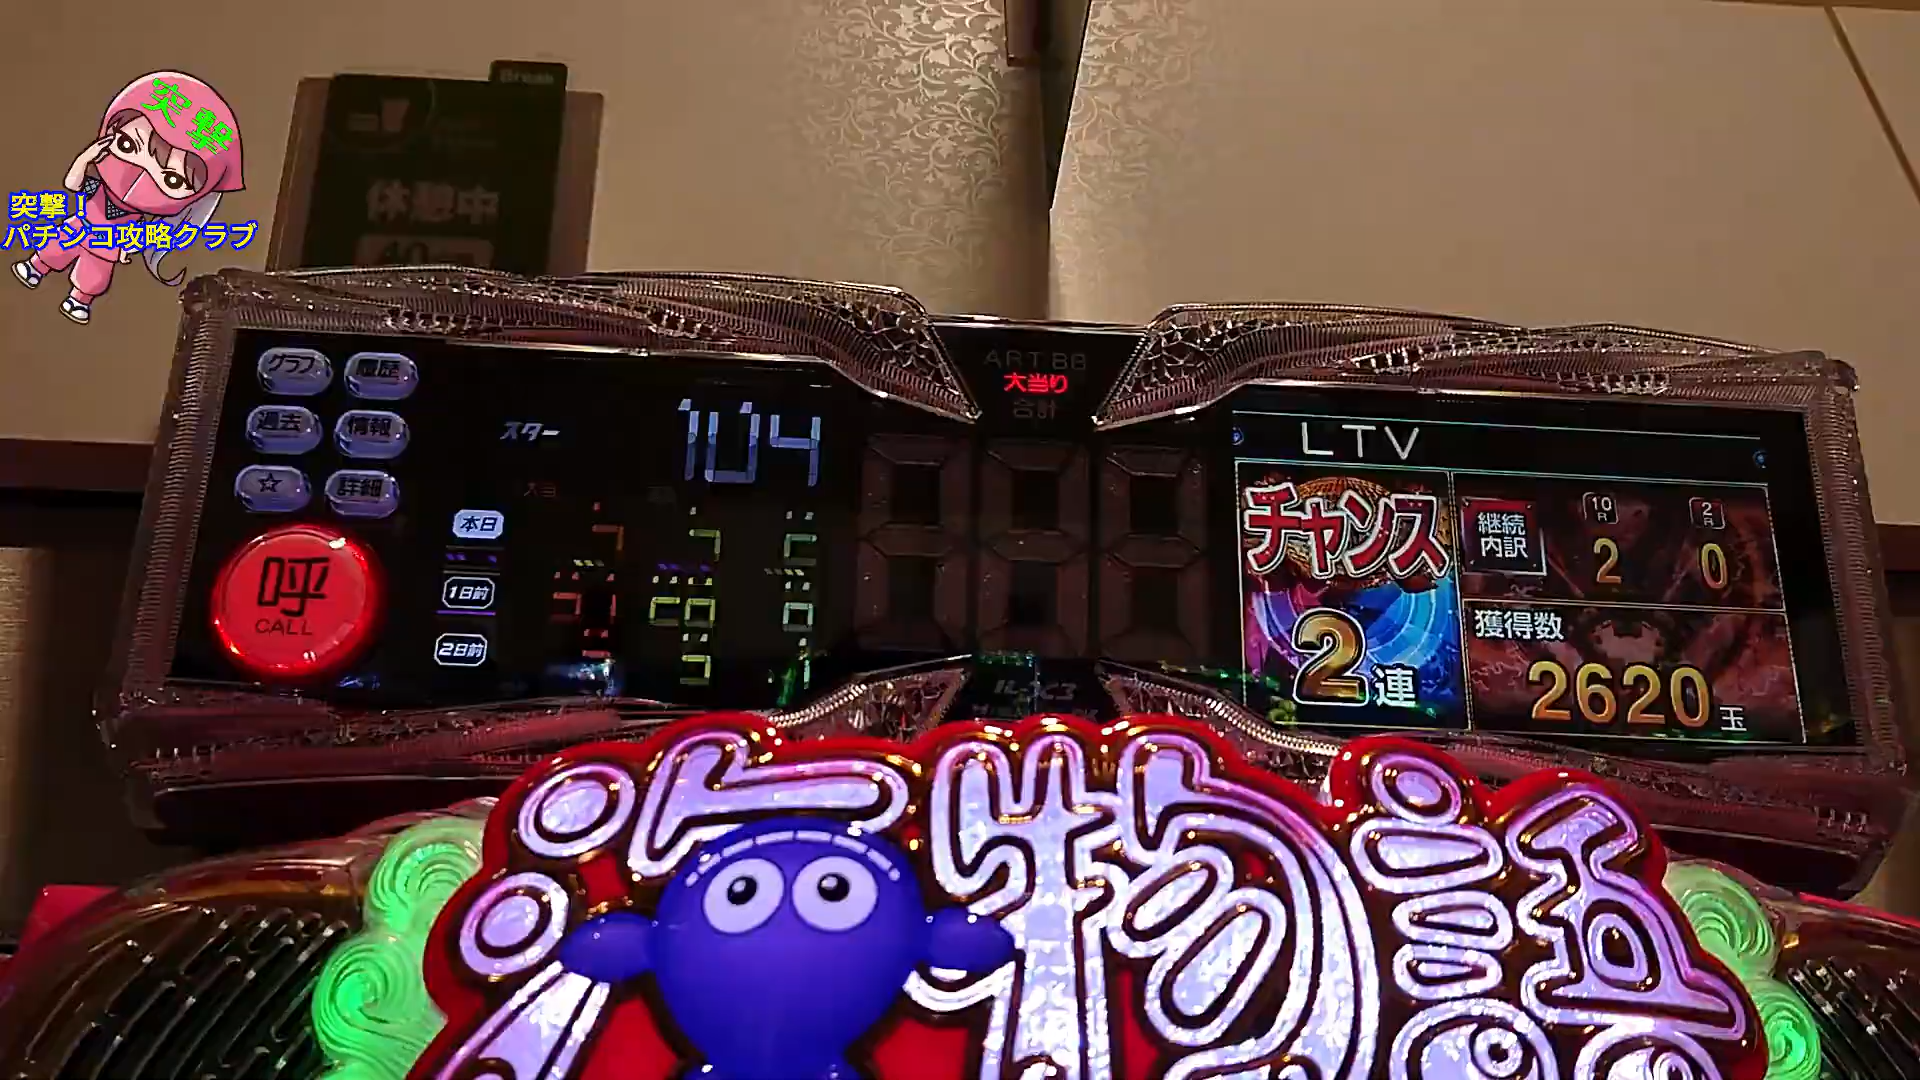 突撃
突撃！
パチンコ攻略クラブ
Break
休憩中
グラフ
履歴
過去
情報
☆
詳細
呼
CALL
スター
104
本日
1日前
2日前
ART BB
大当り
合計
LTV
チャンス
2連
継続
内訳
10R
2
2R
0
獲得数
2620玉
物語